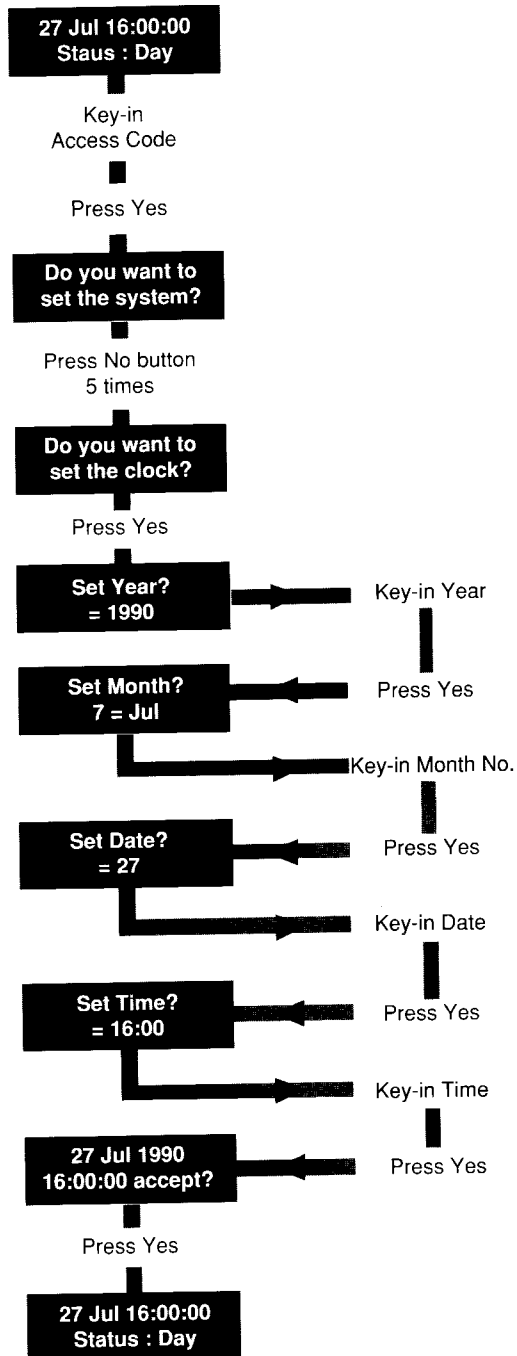 27 Jul 16:00:00
Staus : Day
Key-in
Access Code
Press Yes
Do you want to
set the system?
Press No button
5 times
Do you want to
set the clock?
Press Yes
Set Year?
= 1990
Key-in Year
Press Yes
Set Month?
7 = Jul
Key-in Month No.
Press Yes
Set Date?
= 27
Key-in Date
Press Yes
Set Time?
= 16:00
Key-in Time
Press Yes
27 Jul 1990
16:00:00 accept?
Press Yes
27 Jul 16:00:00
Status : Day